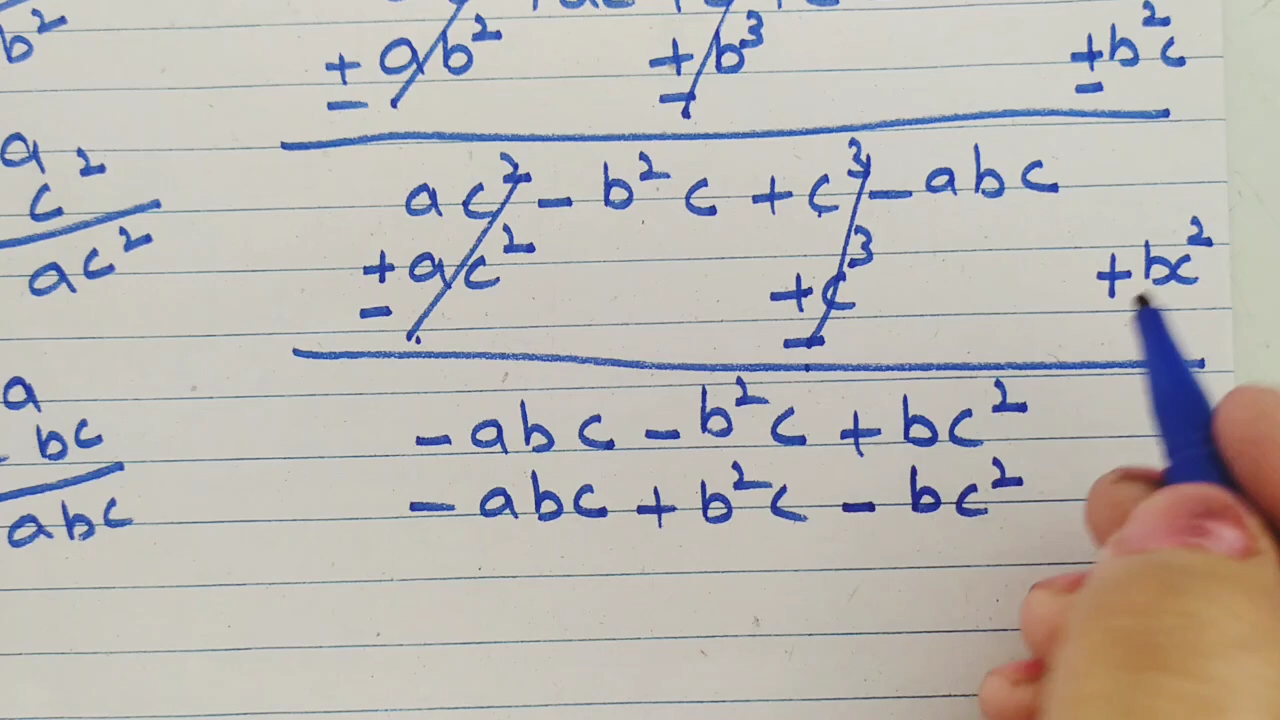 b²
+ ab² + b³ + b²c
− − −
a
c²
ac² − b²c + c³ − abc
ac²
+ ac² + c³ + bc²
− −
a
− bc
− abc − b²c + bc²
abc
− abc + b²c − bc²